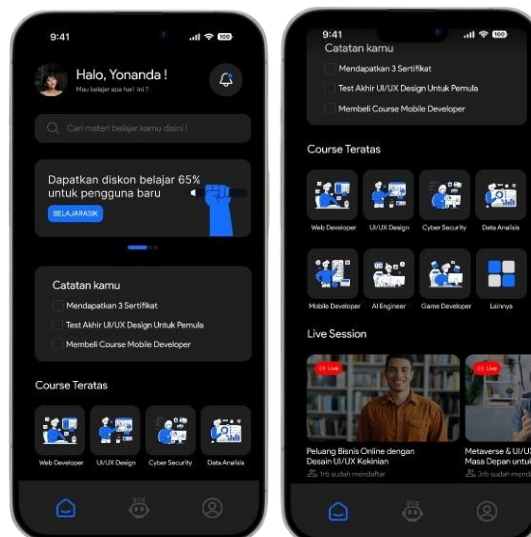 9:41
Halo, Yonanda !
Mau belajar apa hari ini ?
Cari materi belajar kamu disini !
Dapatkan diskon belajar 65%
untuk pengguna baru
BELAJARASIK
Catatan kamu
Mendapatkan 3 Sertifikat
Test Akhir UI/UX Design Untuk Pemula
Membeli Course Mobile Developer
Course Teratas
Web Developer
UI/UX Design
Cyber Security
Data Analisis
9:41
Catatan kamu
Mendapatkan 3 Sertifikat
Test Akhir UI/UX Design Untuk Pemula
Membeli Course Mobile Developer
Course Teratas
Web Developer
UI/UX Design
Cyber Security
Data Analisis
Mobile Developer
AI Engineer
Game Developer
Lainnya
Live Session
Live
Peluang Bisnis Online dengan
Desain UI/UX Kekinian
1rb sudah mendaftar
Live
Metaverse & UI/UX
Masa Depan untuk
3rb sudah mend